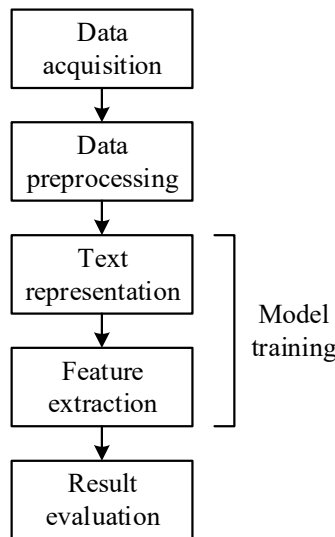 Data
acquisition
Data
preprocessing
Text
representation
Feature
extraction
Model
training
Result
evaluation